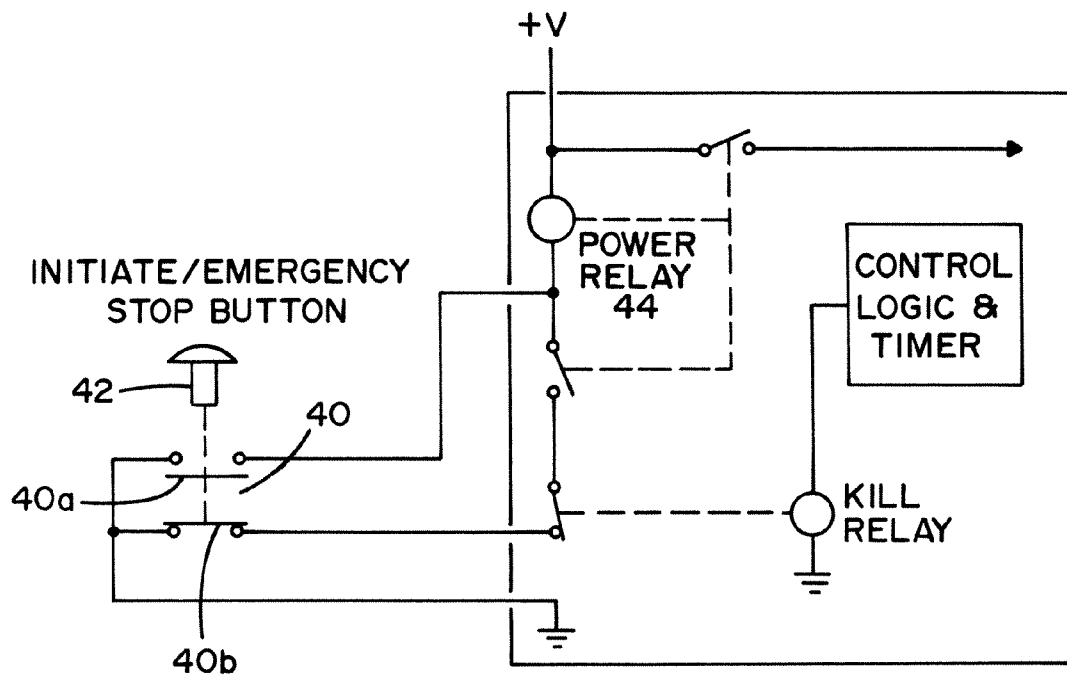 +V
POWER
RELAY
44
CONTROL
LOGIC &
TIMER
INITIATE/EMERGENCY
STOP BUTTON
42
40
40a
KILL
RELAY
40b